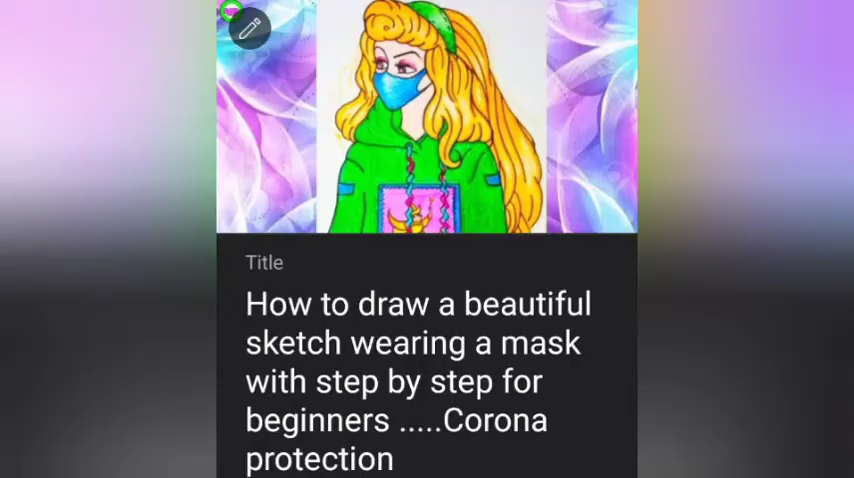 Title
How to draw a beautiful
sketch wearing a mask
with step by step for
beginners .....Corona
protection